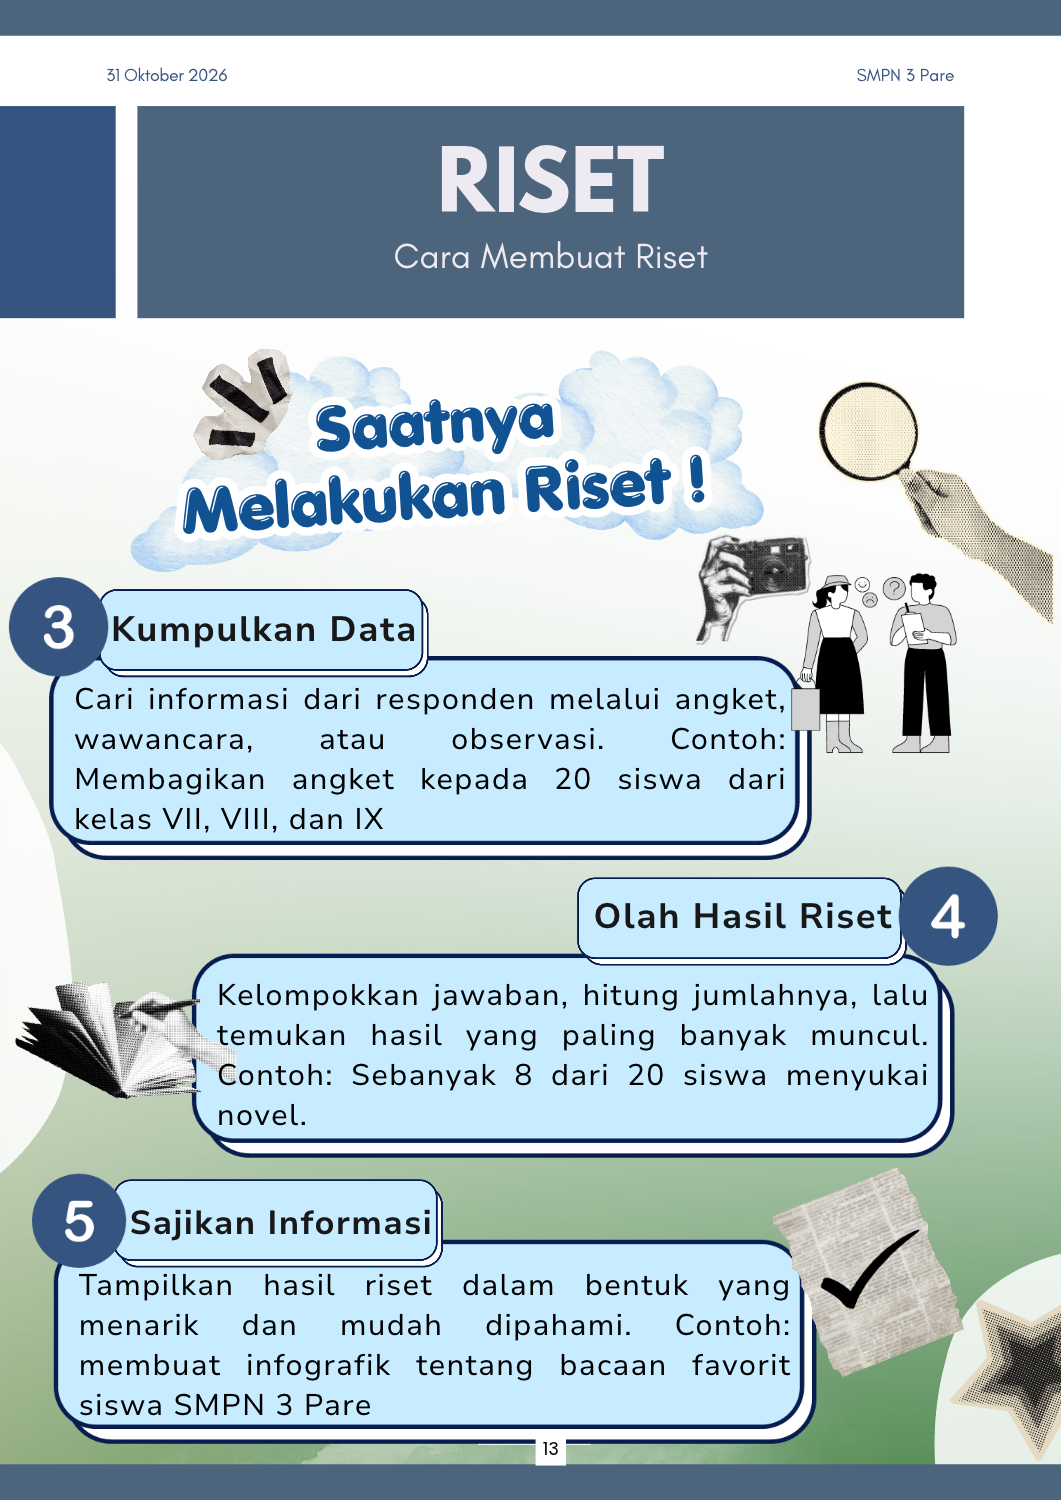 31 Oktober 2026
SMPN 3 Pare
RISET
Cara Membuat Riset
Saatnya
Melakukan Riset !
3
Kumpulkan Data
Cari informasi dari responden melalui angket,
wawancara, atau observasi. Contoh:
Membagikan angket kepada 20 siswa dari
kelas VII, VIII, dan IX
Olah Hasil Riset
4
Kelompokkan jawaban, hitung jumlahnya, lalu
temukan hasil yang paling banyak muncul.
Contoh: Sebanyak 8 dari 20 siswa menyukai
novel.
5
Sajikan Informasi
Tampilkan hasil riset dalam bentuk yang
menarik dan mudah dipahami. Contoh:
membuat infografik tentang bacaan favorit
siswa SMPN 3 Pare
13